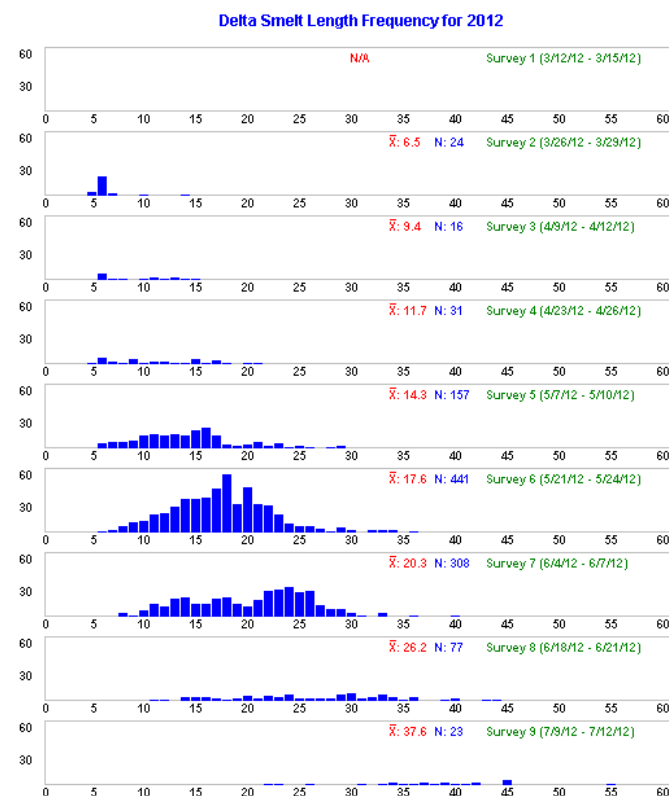 Delta Smelt Length Frequency for 2012
60
N/A Survey 1 (3/12/12 - 3/15/12)
30
0 5 10 15 20 25 30 35 40 45 50 55 60
60
X̅: 6.5 N: 24 Survey 2 (3/26/12 - 3/29/12)
30
0 5 10 15 20 25 30 35 40 45 50 55 60
60
X̅: 9.4 N: 16 Survey 3 (4/9/12 - 4/12/12)
30
0 5 10 15 20 25 30 35 40 45 50 55 60
60
X̅: 11.7 N: 31 Survey 4 (4/23/12 - 4/26/12)
30
0 5 10 15 20 25 30 35 40 45 50 55 60
60
X̅: 14.3 N: 157 Survey 5 (5/7/12 - 5/10/12)
30
0 5 10 15 20 25 30 35 40 45 50 55 60
60
X̅: 17.6 N: 441 Survey 6 (5/21/12 - 5/24/12)
30
0 5 10 15 20 25 30 35 40 45 50 55 60
60
X̅: 20.3 N: 308 Survey 7 (6/4/12 - 6/7/12)
30
0 5 10 15 20 25 30 35 40 45 50 55 60
60
X̅: 26.2 N: 77 Survey 8 (6/18/12 - 6/21/12)
30
0 5 10 15 20 25 30 35 40 45 50 55 60
60
X̅: 37.6 N: 23 Survey 9 (7/9/12 - 7/12/12)
30
0 5 10 15 20 25 30 35 40 45 50 55 60